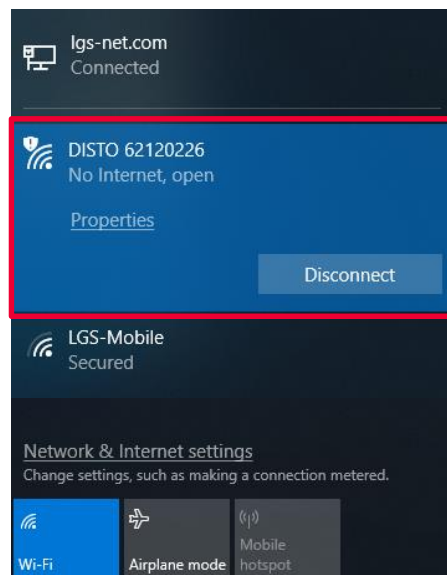 lgs-net.com
Connected
DISTO 62120226
No Internet, open
Properties
Disconnect
LGS-Mobile
Secured
Network & Internet settings
Change settings, such as making a connection metered.
Wi-Fi
Airplane mode
Mobile
hotspot